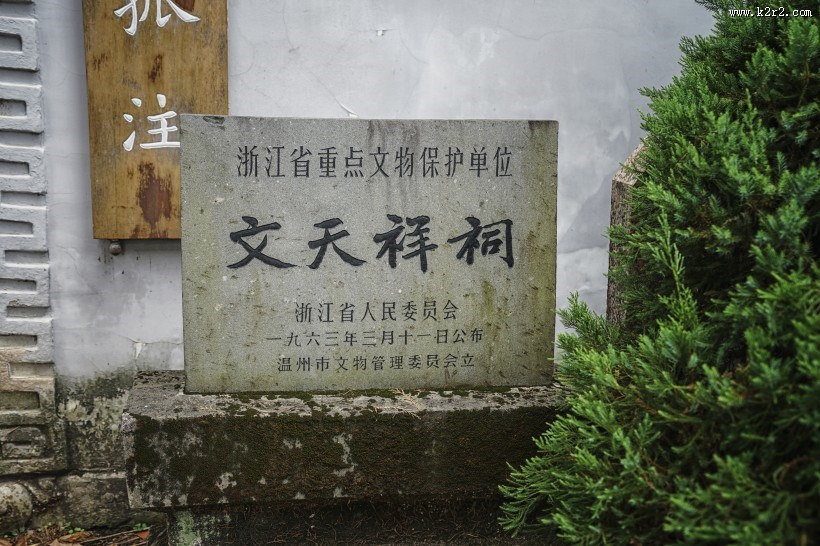 www.k2r2.com
注
浙江省重点文物保护单位
文天祥祠
浙江省人民委员会
一九六三年三月十一日公布
温州市文物管理委员会立